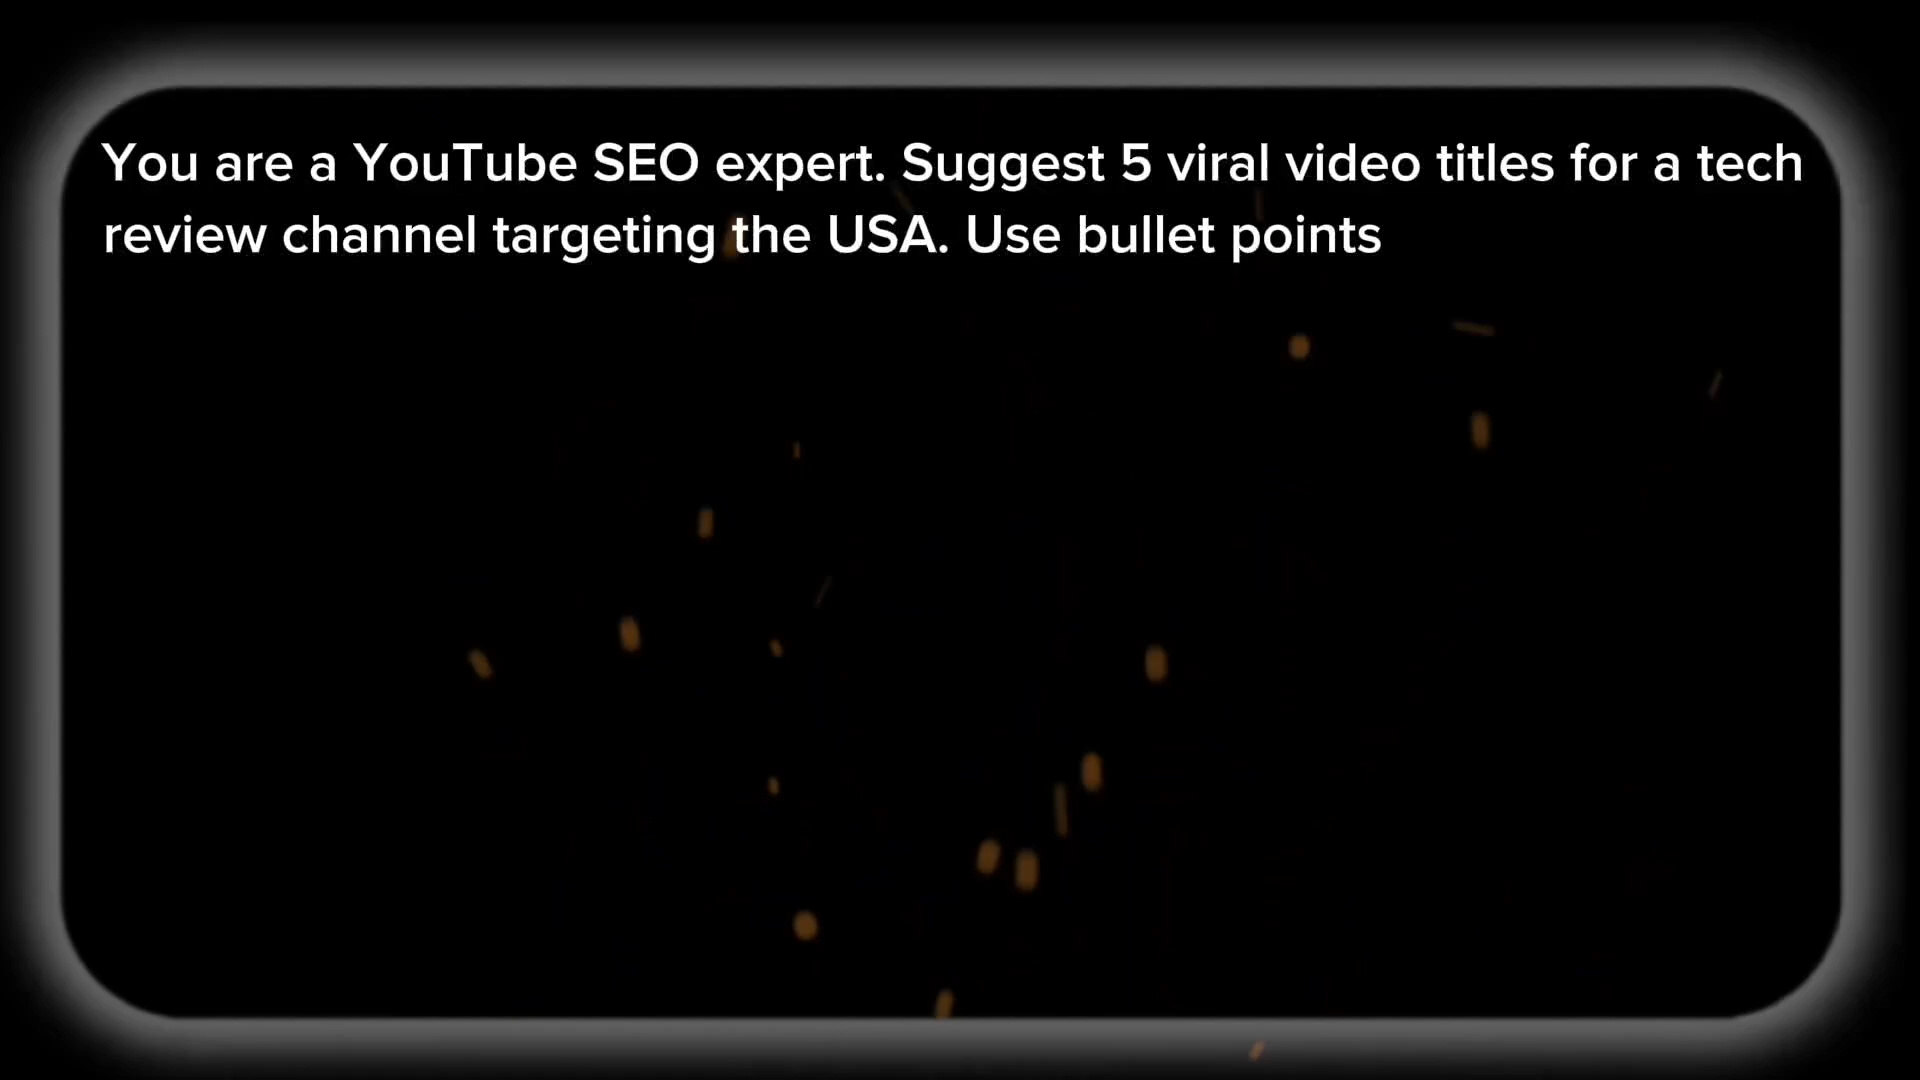 You are a YouTube SEO expert. Suggest 5 viral video titles for a tech
review channel targeting the USA. Use bullet points